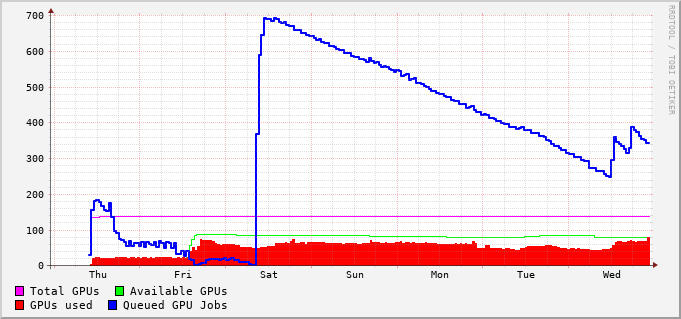 700
600
500
400
300
200
100
0
Thu Fri Sat Sun Mon Tue Wed
RRDTOOL / TOBI OETIKER
Total GPUs Available GPUs
GPUs used Queued GPU Jobs